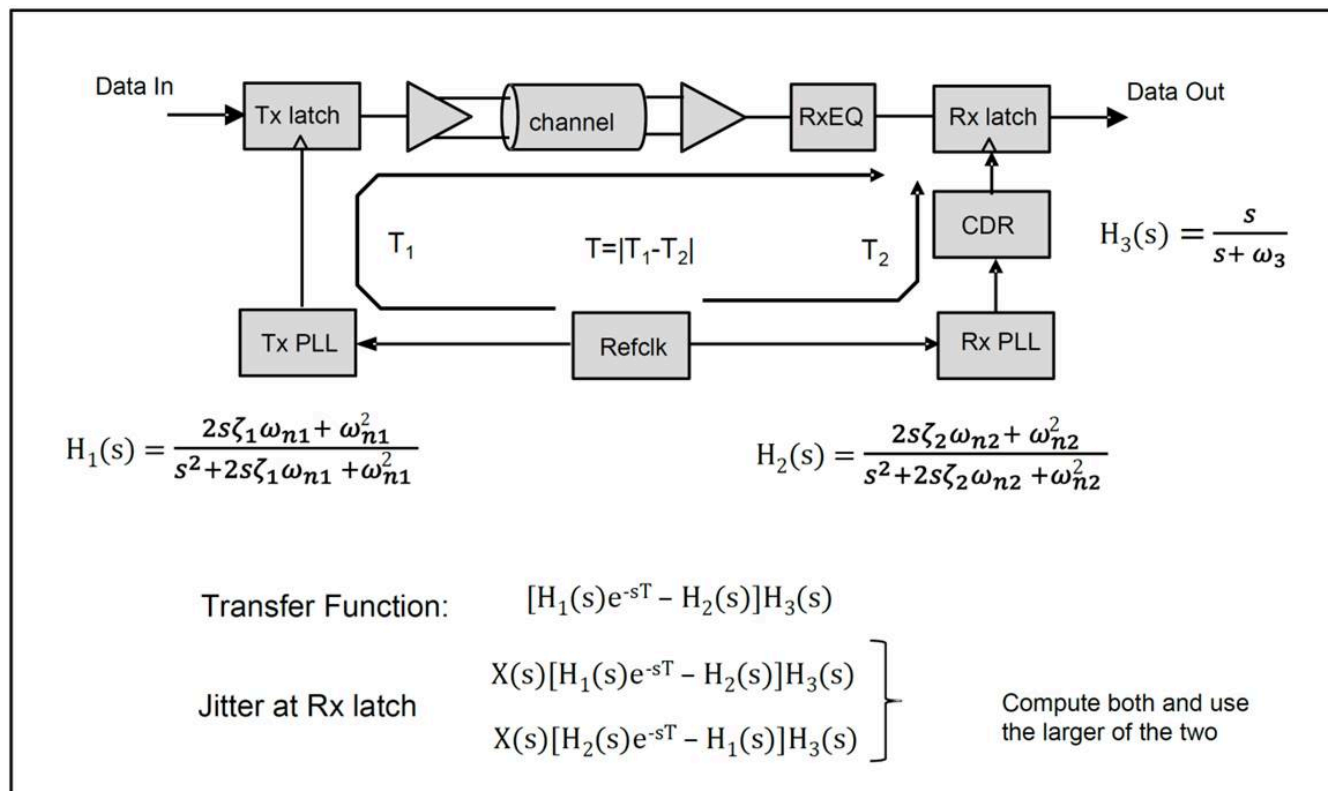 Data In
Tx latch
channel
RxEQ
Rx latch
Data Out
CDR
H₃(s) = s / (s + ω₃)
T₁
T=|T₁-T₂|
T₂
Tx PLL
Refclk
Rx PLL
H₁(s) = (2sζ₁ωₙ₁ + ωₙ₁²) / (s² + 2sζ₁ωₙ₁ + ωₙ₁²)
H₂(s) = (2sζ₂ωₙ₂ + ωₙ₂²) / (s² + 2sζ₂ωₙ₂ + ωₙ₂²)
Transfer Function: [H₁(s)e^-sT – H₂(s)]H₃(s)
X(s)[H₁(s)e^-sT – H₂(s)]H₃(s)
Jitter at Rx latch
X(s)[H₂(s)e^-sT – H₁(s)]H₃(s)
Compute both and use
the larger of the two